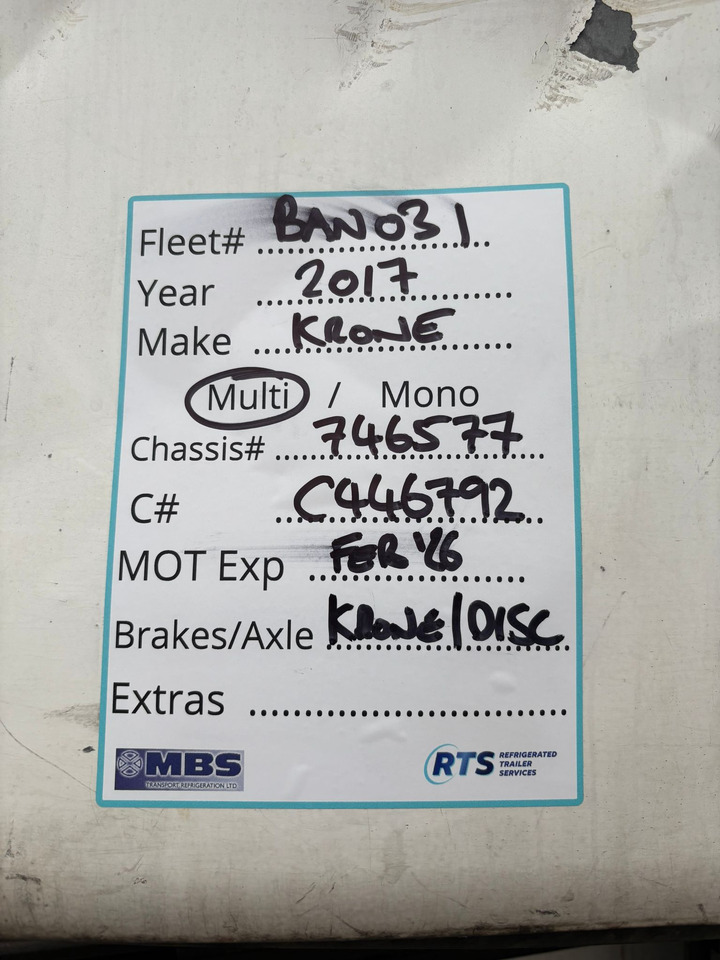 Fleet# BAN031
Year 2017
Make KRONE
Multi / Mono
Chassis# 746577
C# C446792
MOT Exp FEB '26
Brakes/Axle KRONE/DISC
Extras
MBS
TRANSPORT REFRIGERATION LTD
RTS REFRIGERATED
TRAILER
SERVICES